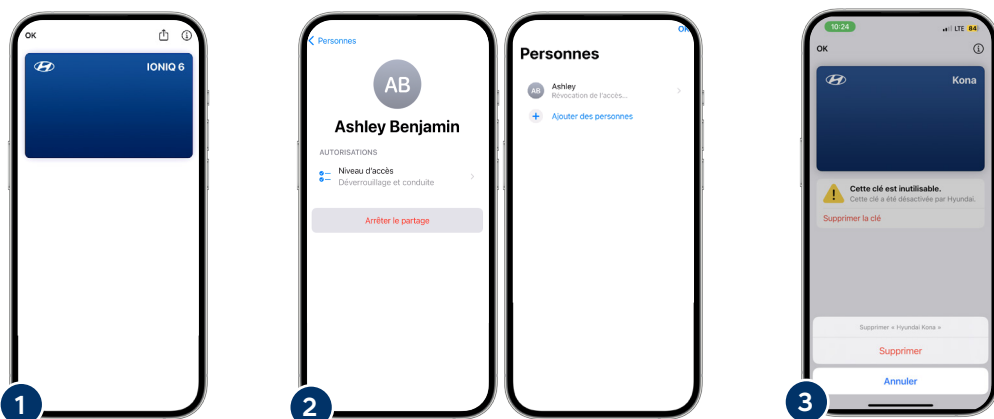 OK
IONIQ 6
1
Personnes
AB
Ashley Benjamin
AUTORISATIONS
Niveau d'accès
Déverrouillage et conduite
Arrêter le partage
2
OK
Personnes
AB
Ashley
Révocation de l'accès...
+ Ajouter des personnes
10:24
LTE 84
OK
Kona
Cette clé est inutilisable.
Cette clé a été désactivée par Hyundai.
Supprimer la clé
Supprimer « Hyundai Kona »
Supprimer
Annuler
3